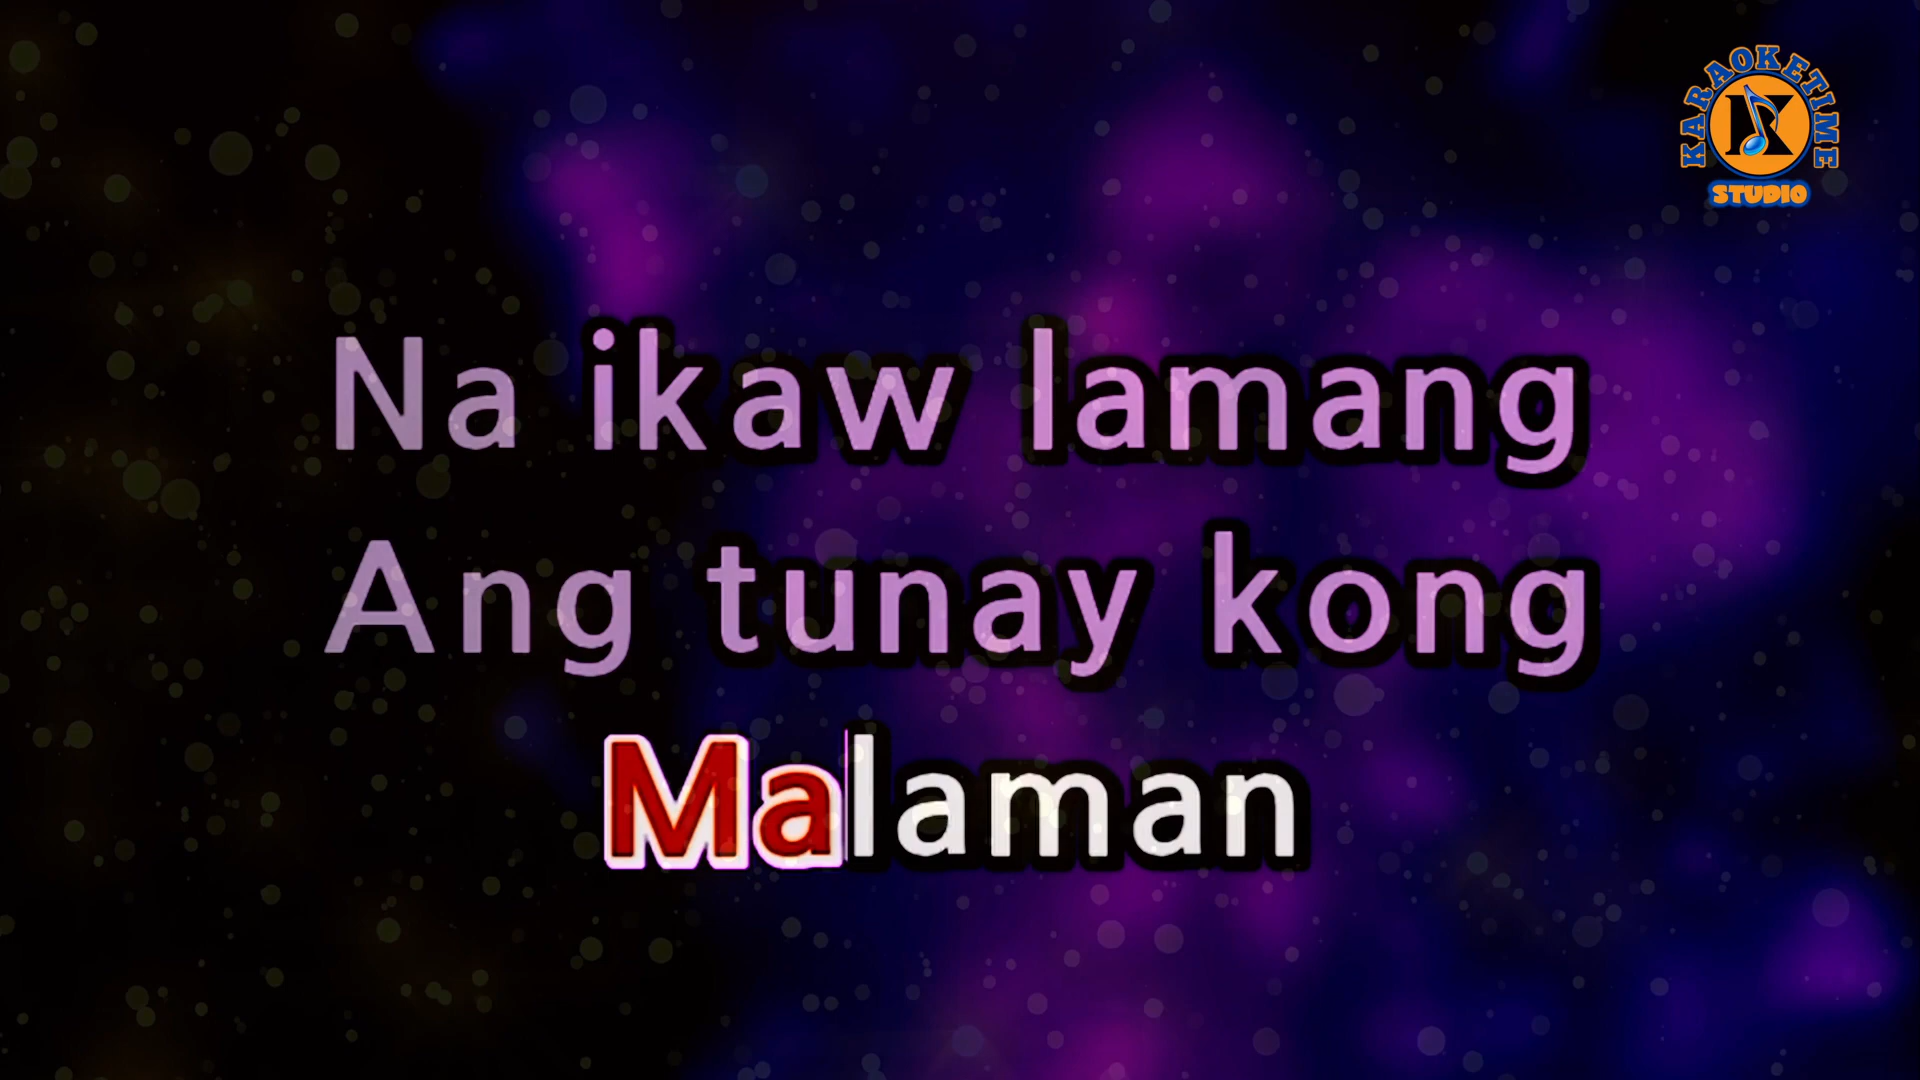 KARAOKETIME
K
STUDIO
Na ikaw lamang
Ang tunay kong
Malaman